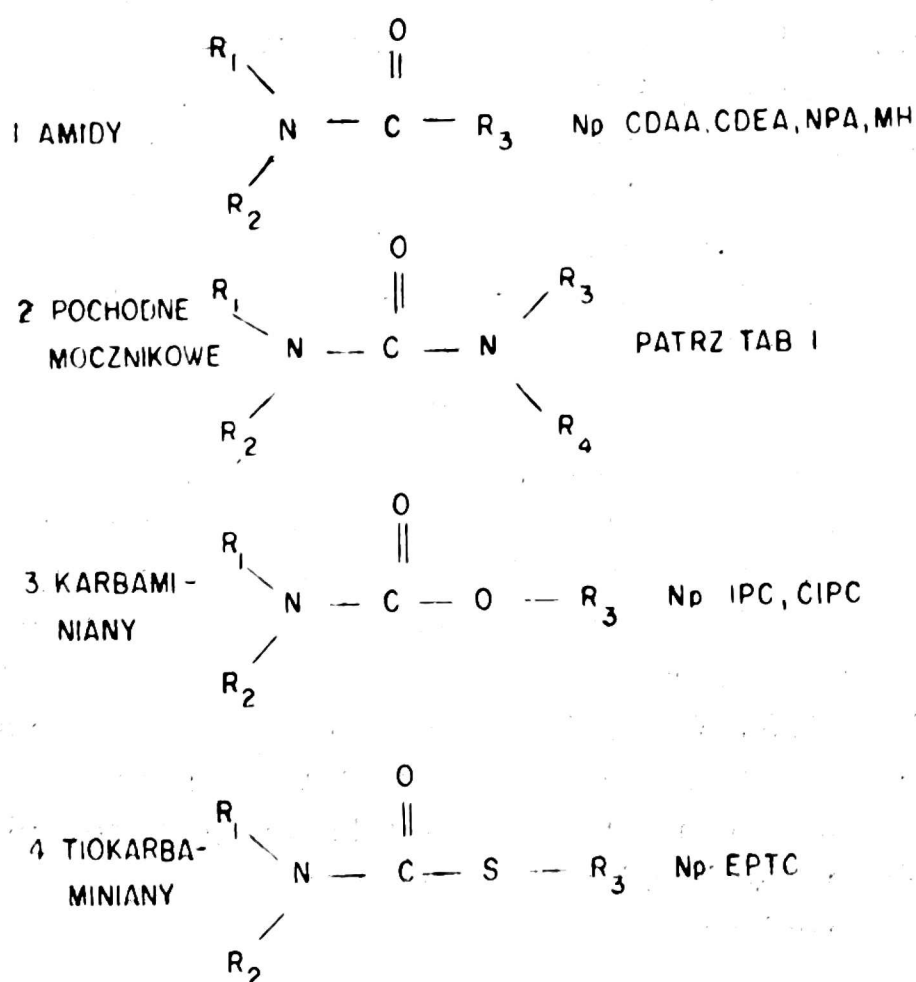 O
R1
1 AMIDY N — C — R3 Np CDAA, CDEA, NPA, MH
R2
O
2 POCHODNE R1 R3
MOCZNIKOWE N — C — N PATRZ TAB I
R2 R4
O
3. KARBAMI- R1
NIANY N — C — O — R3 Np IPC, CIPC
R2
O
4 TIOKARBA- R1
MINIANY N — C — S — R3 Np. EPTC
R2